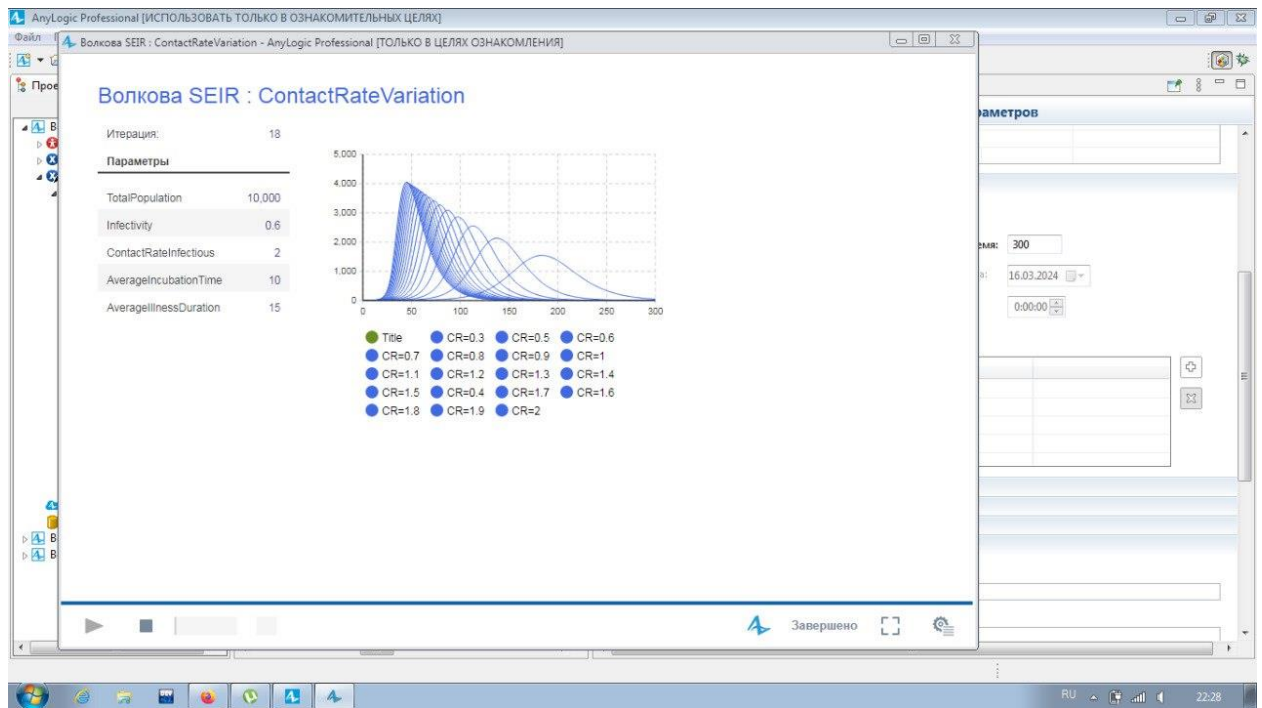 AnyLogic Professional [ИСПОЛЬЗОВАТЬ ТОЛЬКО В ОЗНАКОМИТЕЛЬНЫХ ЦЕЛЯХ]
Файл
Волкова SEIR : ContactRateVariation - AnyLogic Professional [ТОЛЬКО В ЦЕЛЯХ ОЗНАКОМЛЕНИЯ]
Прое
Волкова SEIR : ContactRateVariation
Итерация: 18
Параметры
TotalPopulation 10,000
Infectivity 0.6
ContactRateInfectious 2
AverageIncubationTime 10
AverageIllnessDuration 15
5,000
4,000
3,000
2,000
1,000
0
0 50 100 150 200 250 300
Title CR=0.3 CR=0.5 CR=0.6
CR=0.7 CR=0.8 CR=0.9 CR=1
CR=1.1 CR=1.2 CR=1.3 CR=1.4
CR=1.5 CR=0.4 CR=1.7 CR=1.6
CR=1.8 CR=1.9 CR=2
аметров
емя: 300
а: 16.03.2024
0:00:00
В
В
В
Завершено
RU 22:28